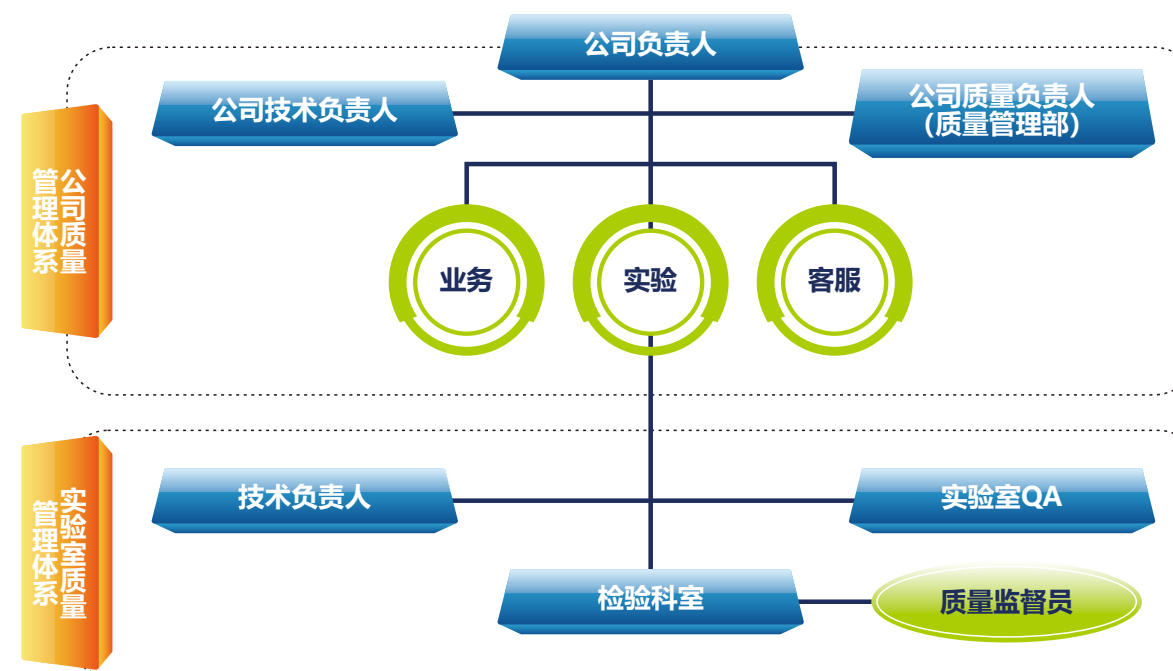 公司负责人
公司技术负责人
公司质量负责人
（质量管理部）
公司质量
管理体系
业务
实验
客服
技术负责人
实验室QA
实验室质量
管理体系
检验科室
质量监督员